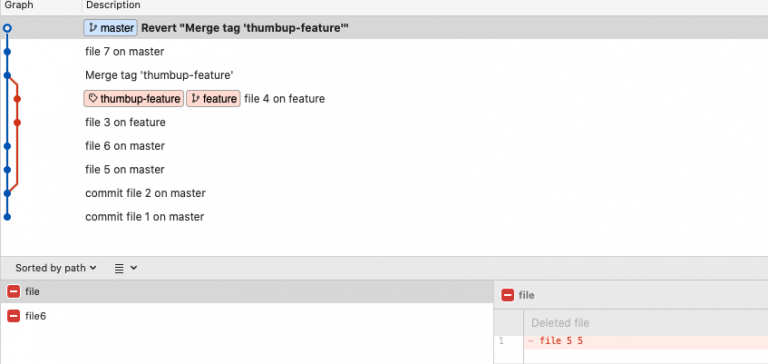 Graph Description
master Revert "Merge tag 'thumbup-feature'"
file 7 on master
Merge tag 'thumbup-feature'
thumbup-feature feature file 4 on feature
file 3 on feature
file 6 on master
file 5 on master
commit file 2 on master
commit file 1 on master
Sorted by path
file
file6
file
Deleted file
1 - file 5 5